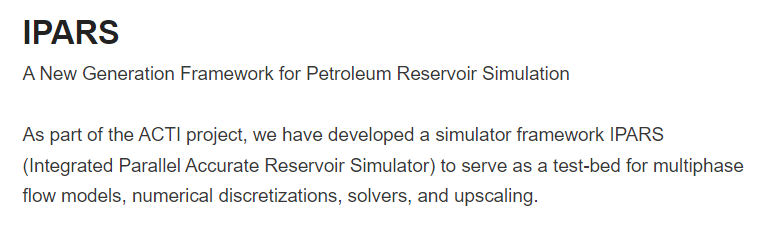 IPARS
A New Generation Framework for Petroleum Reservoir Simulation
As part of the ACTI project, we have developed a simulator framework IPARS
(Integrated Parallel Accurate Reservoir Simulator) to serve as a test-bed for multiphase
flow models, numerical discretizations, solvers, and upscaling.